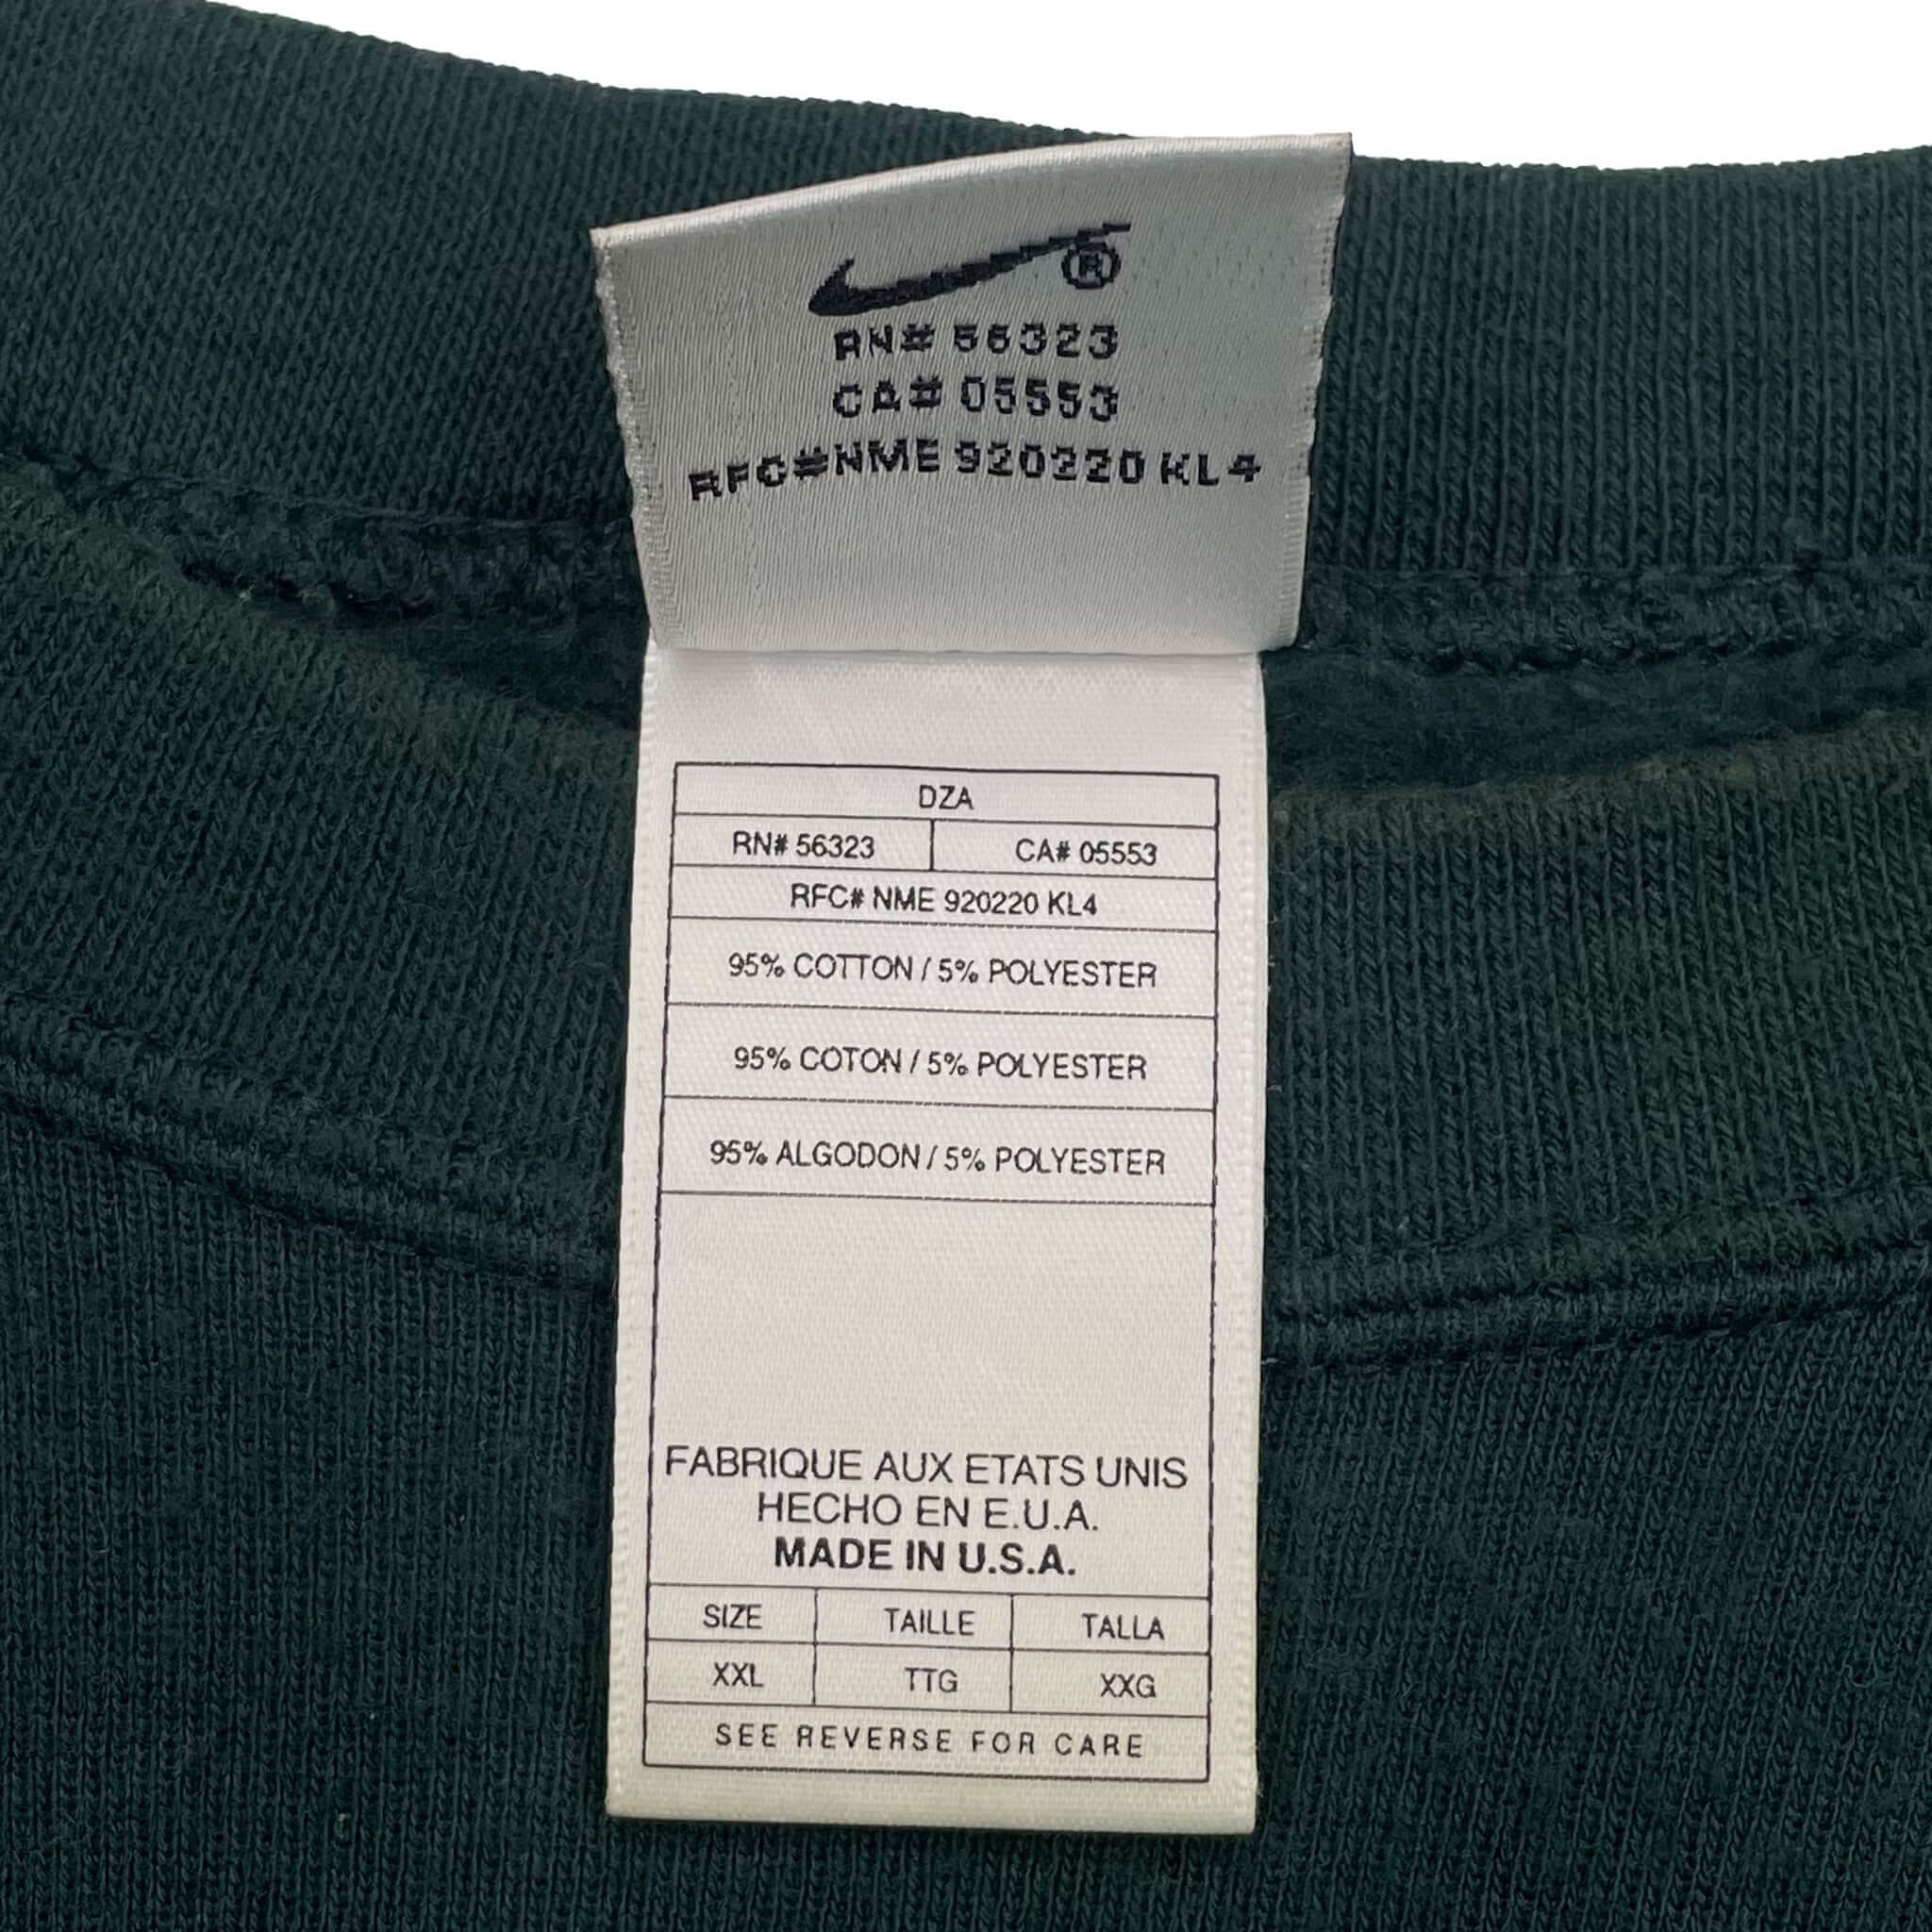 ®
RN# 56323
CA# 05553
RFC#NME 920220 KL4
DZA
RN# 56323 CA# 05553
RFC# NME 920220 KL4
95% COTTON / 5% POLYESTER
95% COTON / 5% POLYESTER
95% ALGODON / 5% POLYESTER
FABRIQUE AUX ETATS UNIS
HECHO EN E.U.A.
MADE IN U.S.A.
SIZE TAILLE TALLA
XXL TTG XXG
SEE REVERSE FOR CARE